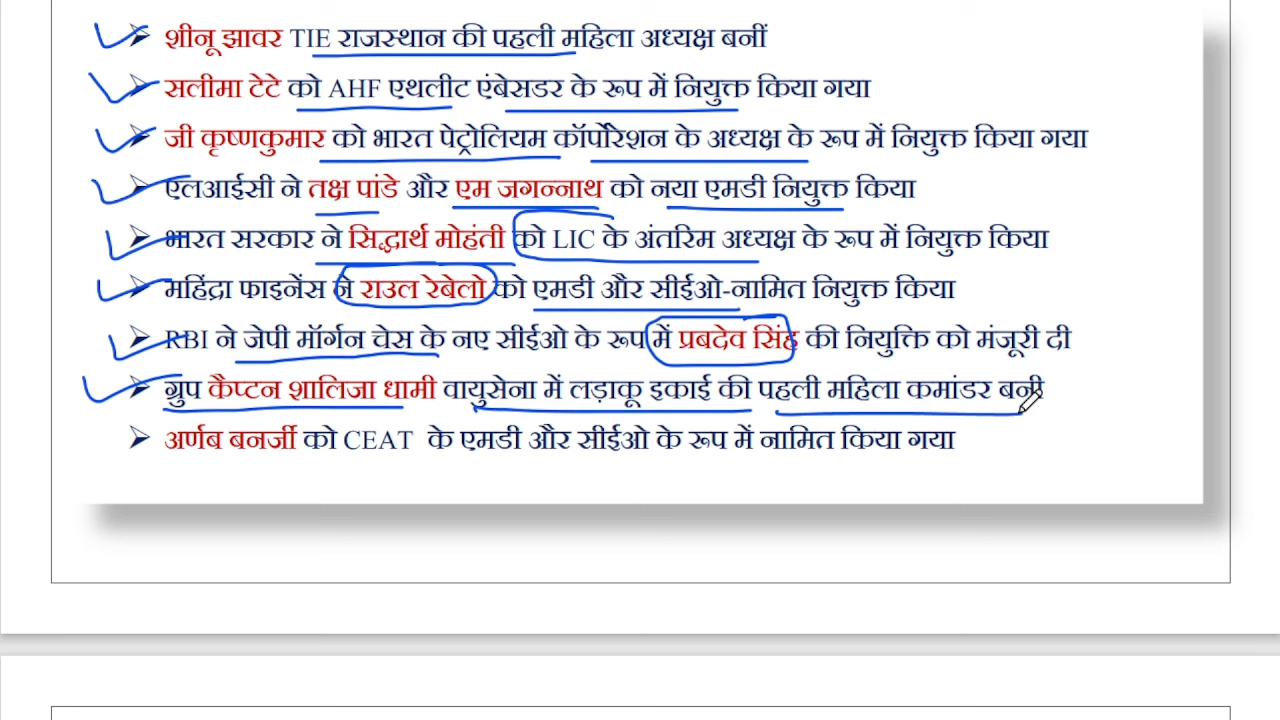 शीनू झावर TIE राजस्थान की पहली महिला अध्यक्ष बनीं
सलीमा टेटे को AHF एथलीट एंबेसडर के रूप में नियुक्त किया गया
जी कृष्णकुमार को भारत पेट्रोलियम कॉर्पोरेशन के अध्यक्ष के रूप में नियुक्त किया गया
एलआईसी ने तक्ष पांडे और एम जगन्नाथ को नया एमडी नियुक्त किया
भारत सरकार ने सिद्धार्थ मोहंती को LIC के अंतरिम अध्यक्ष के रूप में नियुक्त किया
महिंद्रा फाइनेंस ने राउल रेबेलो को एमडी और सीईओ-नामित नियुक्त किया
RBI ने जेपी मॉर्गन चेस के नए सीईओ के रूप में प्रबदेव सिंह की नियुक्ति को मंजूरी दी
ग्रुप कैप्टन शालिजा धामी वायुसेना में लड़ाकू इकाई की पहली महिला कमांडर बनी
अर्णब बनर्जी को CEAT के एमडी और सीईओ के रूप में नामित किया गया